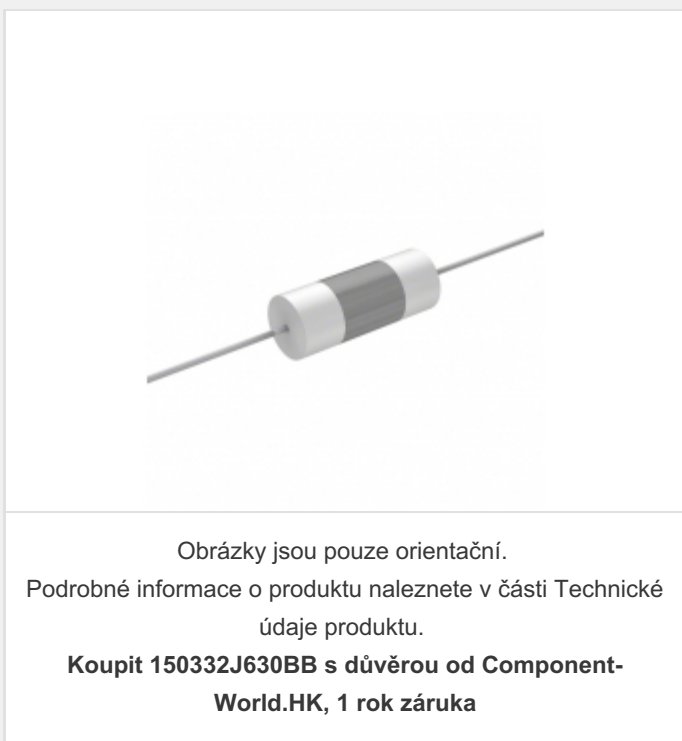 Obrázky jsou pouze orientační.
Podrobné informace o produktu naleznete v části Technické
údaje produktu.
Koupit 150332J630BB s důvěrou od Component-
World.HK, 1 rok záruka